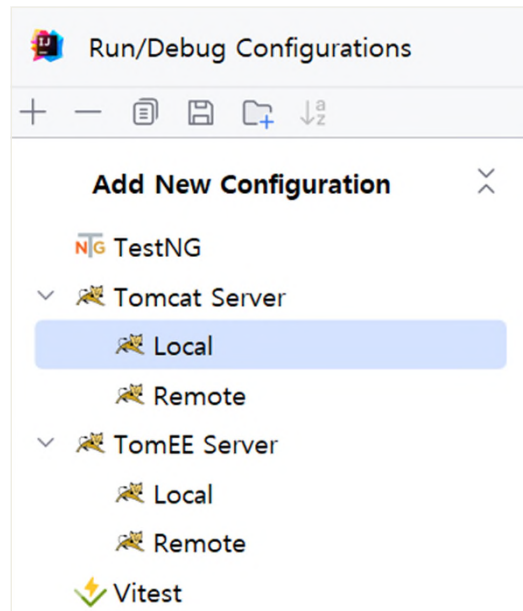 Run/Debug Configurations
Add New Configuration
TestNG
Tomcat Server
Local
Remote
TomEE Server
Local
Remote
Vitest